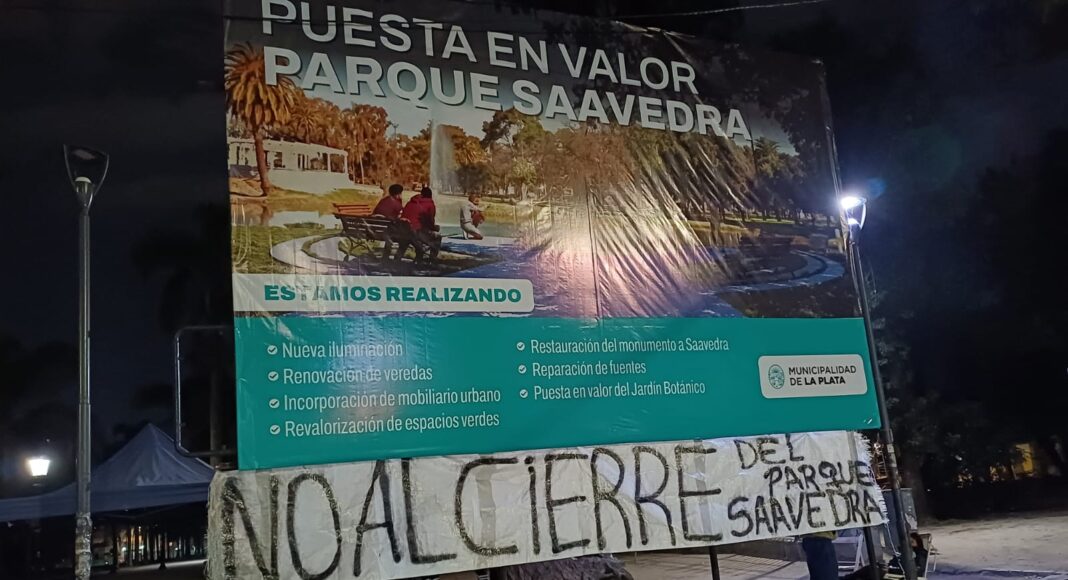 PUESTA EN VALOR
PARQUE SAAVEDRA
ESTAMOS REALIZANDO
Nueva iluminación
Renovación de veredas
Incorporación de mobiliario urbano
Revalorización de espacios verdes
Restauración del monumento a Saavedra
Reparación de fuentes
Puesta en valor del Jardín Botánico
MUNICIPALIDAD
DE LA PLATA
NO AL CiERRE DEL
PARQUE
SAAVEDRA